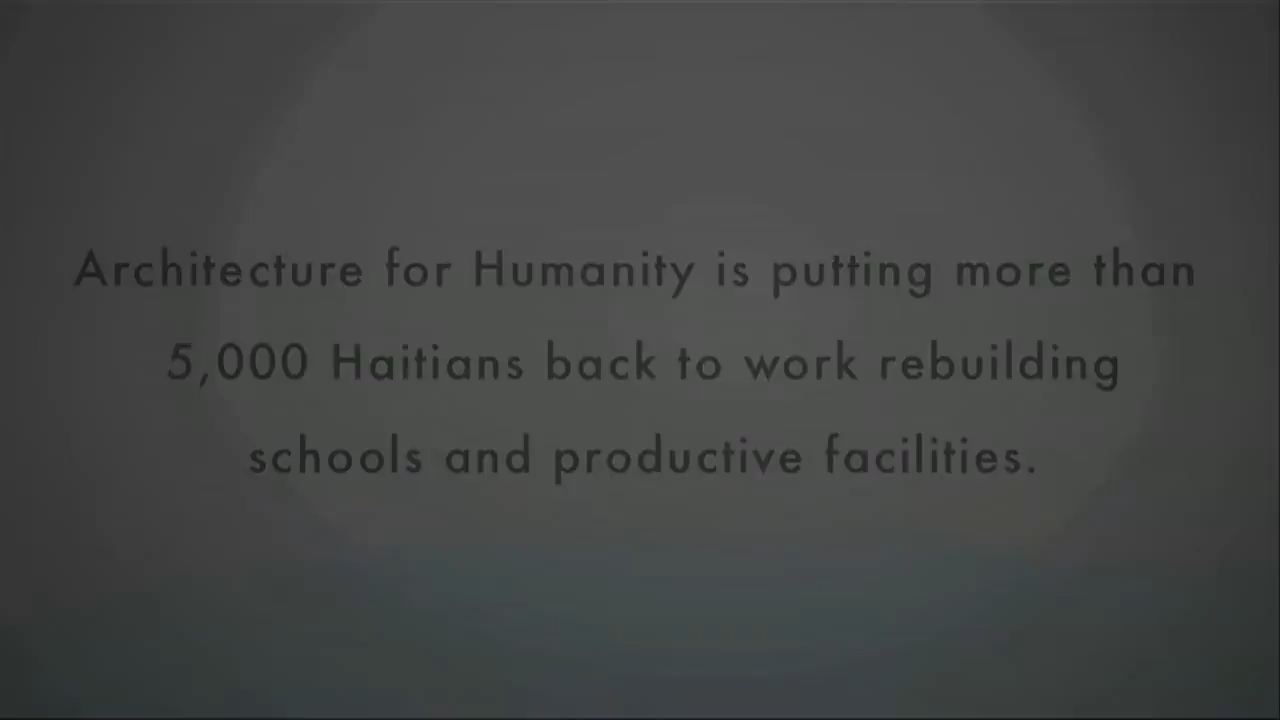 Architecture for Humanity is putting more than
5,000 Haitians back to work rebuilding
schools and productive facilities.